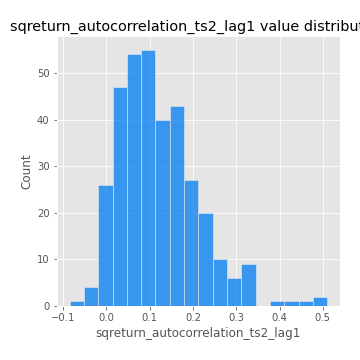 sqreturn_autocorrelation_ts2_lag1 value distribut
50
40
30
20
10
0
Count
−0.1 0.0 0.1 0.2 0.3 0.4 0.5
sqreturn_autocorrelation_ts2_lag1